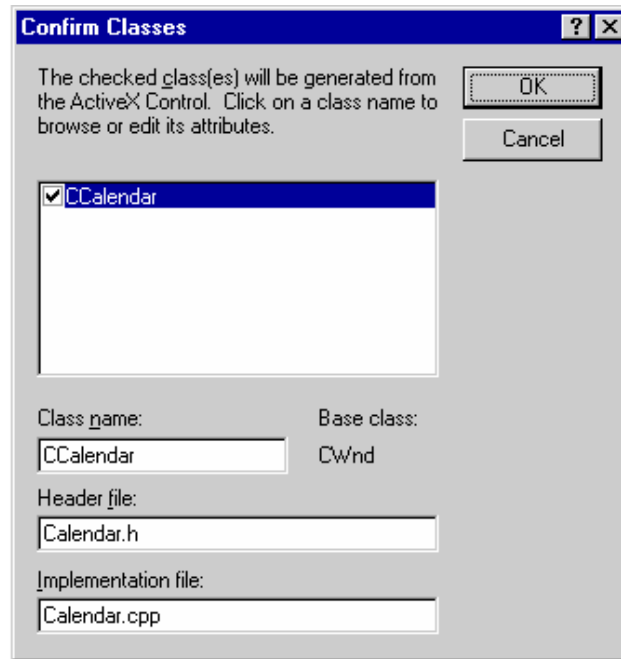 Confirm Classes
The checked class(es) will be generated from
the ActiveX Control. Click on a class name to
browse or edit its attributes.
OK
Cancel
CCalendar
Class name:
Base class:
CCalendar
CWnd
Header file:
Calendar.h
Implementation file:
Calendar.cpp